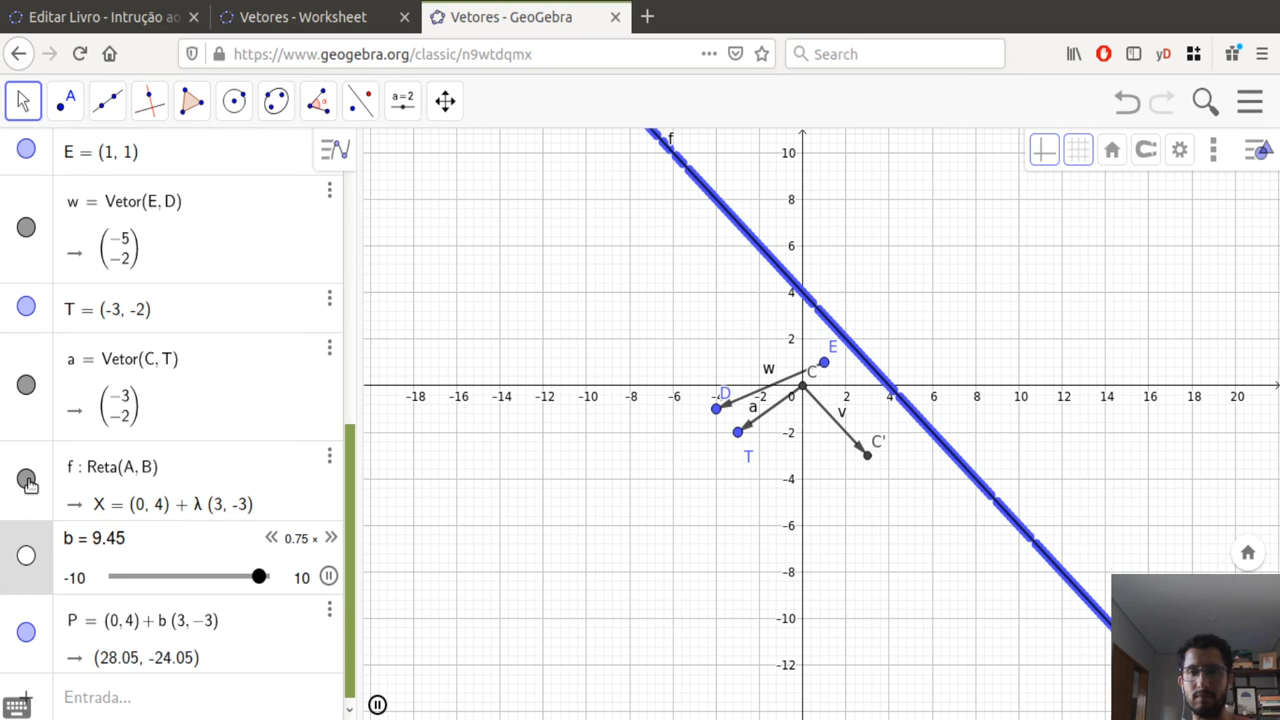 Editar Livro - Intrução ao
Vetores - Worksheet
Vetores - GeoGebra
https://www.geogebra.org/classic/n9wtdqmx
Search
yD
A
a=2
E = (1, 1)
w = Vetor(E, D)
→ (−5 −2)
T = (-3, -2)
a = Vetor(C, T)
→ (−3 −2)
f : Reta(A, B)
→ X = (0, 4) + λ (3, -3)
b = 9.45
0.75 ×
-10
10
P = (0,4) + b (3, −3)
→ (28.05, -24.05)
Entrada...
f
10
8
6
4
2
E
w
C
D
a
v
T
C'
-18 -16 -14 -12 -10 -8 -6 -4 -2 0 2 4 6 8 10 12 14 16 18 20
-2
-4
-6
-8
-10
-12